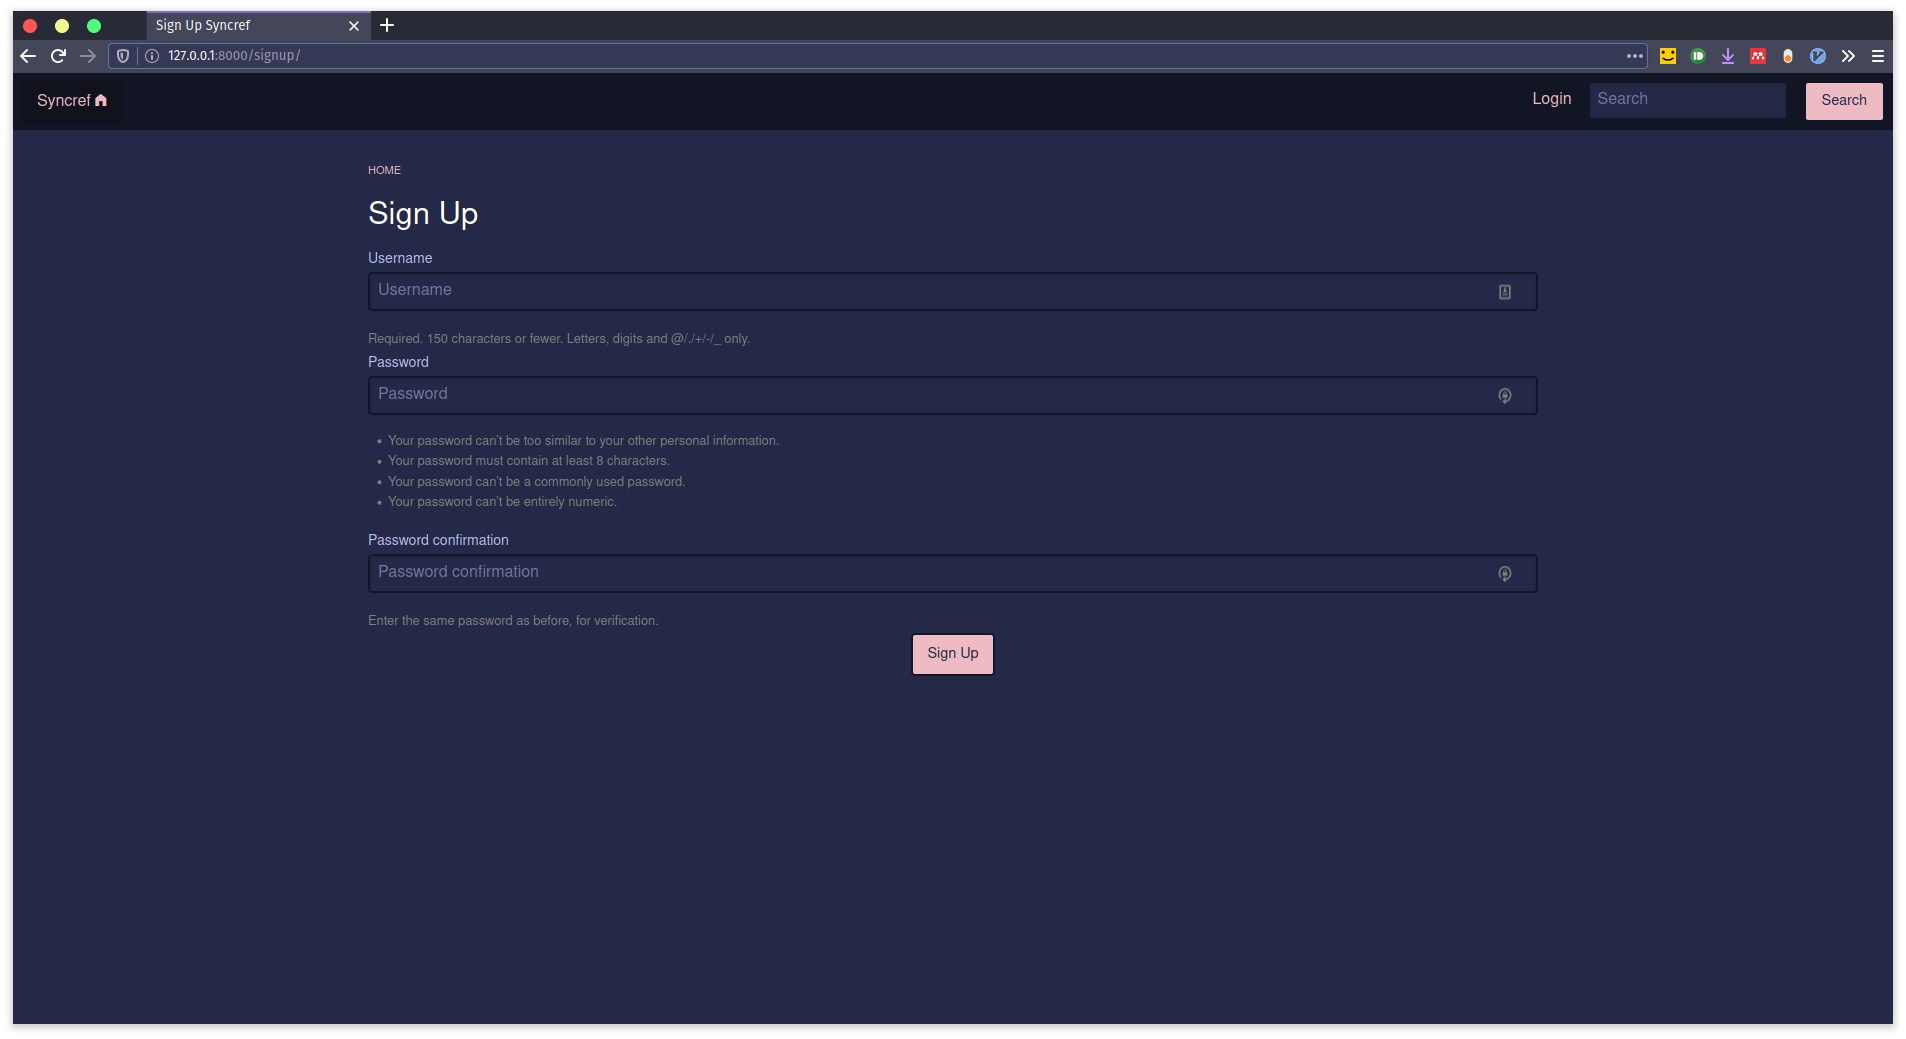 Sign Up Syncref
127.0.0.1:8000/signup/
Syncref
Login
Search
Search
HOME
Sign Up
Username
Username
Required. 150 characters or fewer. Letters, digits and @/./+/-/_ only.
Password
Password
• Your password can't be too similar to your other personal information.
• Your password must contain at least 8 characters.
• Your password can't be a commonly used password.
• Your password can't be entirely numeric.
Password confirmation
Password confirmation
Enter the same password as before, for verification.
Sign Up